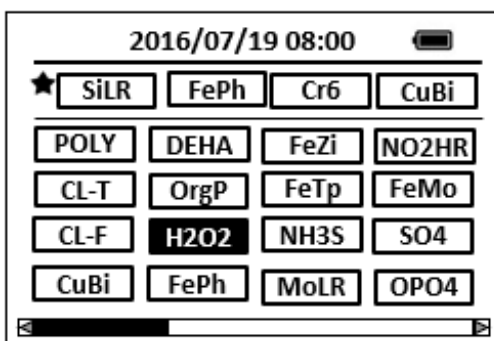 2016/07/19 08:00
SiLR FePh Cr6 CuBi
POLY DEHA FeZi NO2HR
CL-T OrgP FeTp FeMo
CL-F H2O2 NH3S SO4
CuBi FePh MoLR OPO4